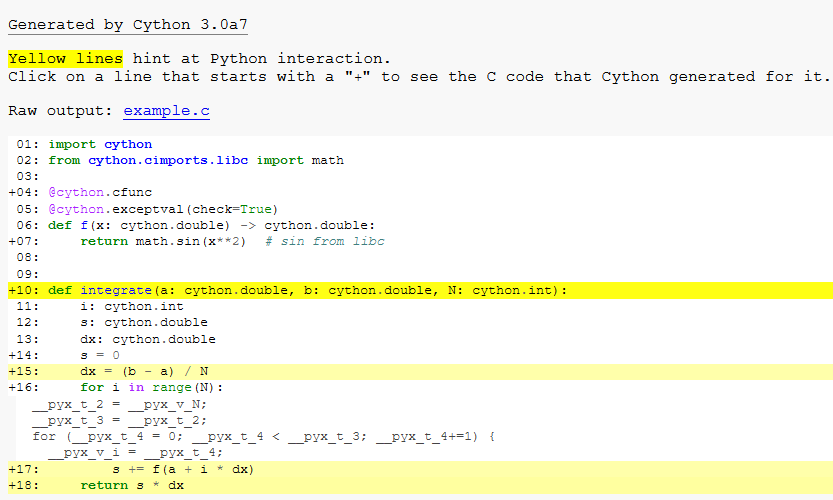 Generated by Cython 3.0a7
Yellow lines hint at Python interaction.
Click on a line that starts with a "+" to see the C code that Cython generated for it.
Raw output: example.c
 01: import cython
 02: from cython.cimports.libc import math
 03:
+04: @cython.cfunc
 05: @cython.exceptval(check=True)
 06: def f(x: cython.double) -> cython.double:
+07:     return math.sin(x**2)  # sin from libc
 08:
 09:
+10: def integrate(a: cython.double, b: cython.double, N: cython.int):
 11:     i: cython.int
 12:     s: cython.double
 13:     dx: cython.double
+14:     s = 0
+15:     dx = (b - a) / N
+16:     for i in range(N):
   __pyx_t_2 = __pyx_v_N;
   __pyx_t_3 = __pyx_t_2;
   for (__pyx_t_4 = 0; __pyx_t_4 < __pyx_t_3; __pyx_t_4+=1) {
     __pyx_v_i = __pyx_t_4;
+17:         s += f(a + i * dx)
+18:     return s * dx